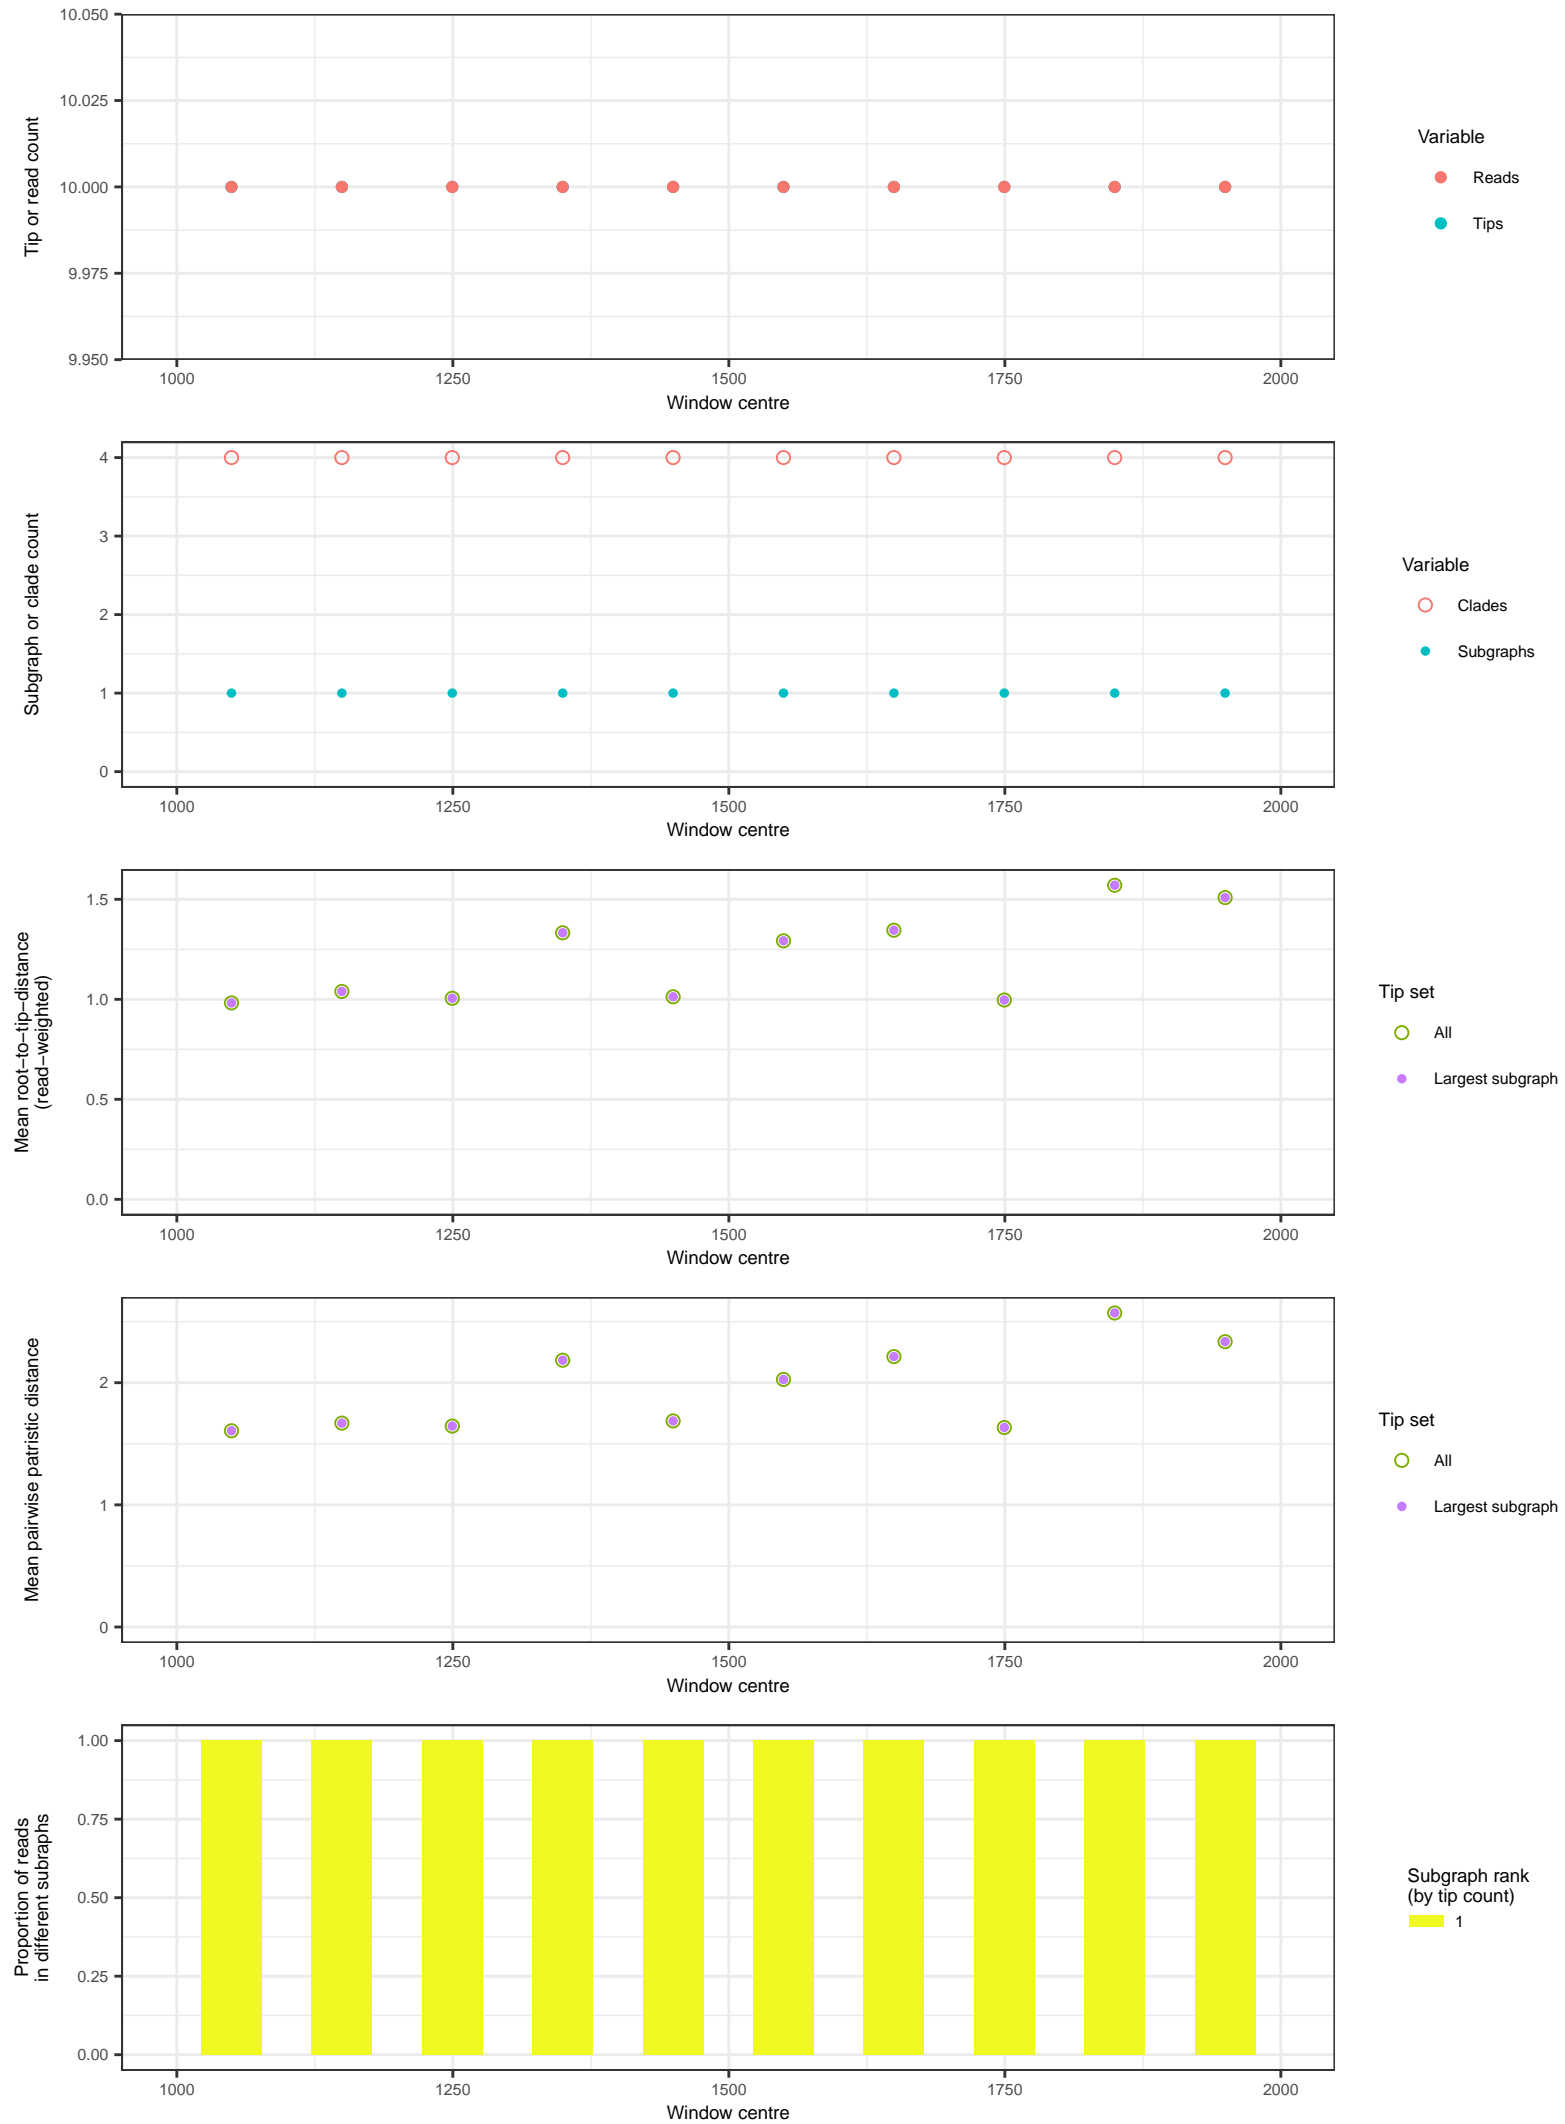 Tip or read count
10.050
10.025
10.000
9.975
9.950
1000 1250 1500 1750 2000
Window centre
Variable
Reads
Tips
Subgraph or clade count
4
3
2
1
0
1000 1250 1500 1750 2000
Window centre
Variable
Clades
Subgraphs
Mean root−to−tip−distance
(read−weighted)
1.5
1.0
0.5
0.0
1000 1250 1500 1750 2000
Window centre
Tip set
All
Largest subgraph
Mean pairwise patristic distance
2
1
0
1000 1250 1500 1750 2000
Window centre
Tip set
All
Largest subgraph
Proportion of reads
in different subraphs
1.00
0.75
0.50
0.25
0.00
1000 1250 1500 1750 2000
Window centre
Subgraph rank
(by tip count)
1